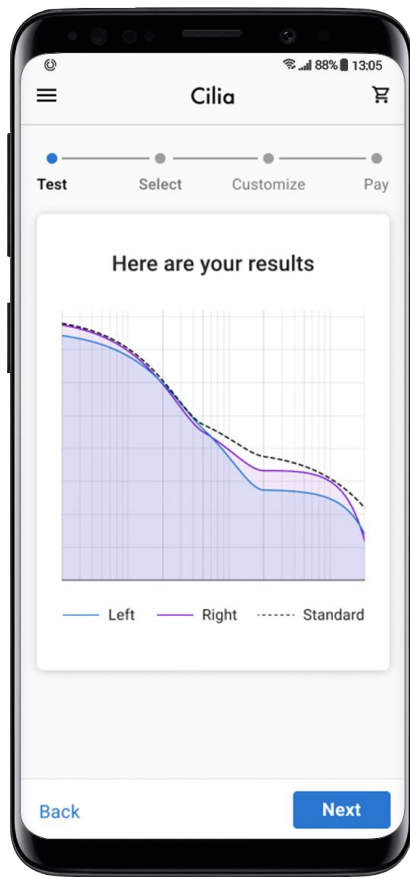 88% 13:05
Cilia
Test Select Customize Pay
Here are your results
Left Right Standard
Back Next